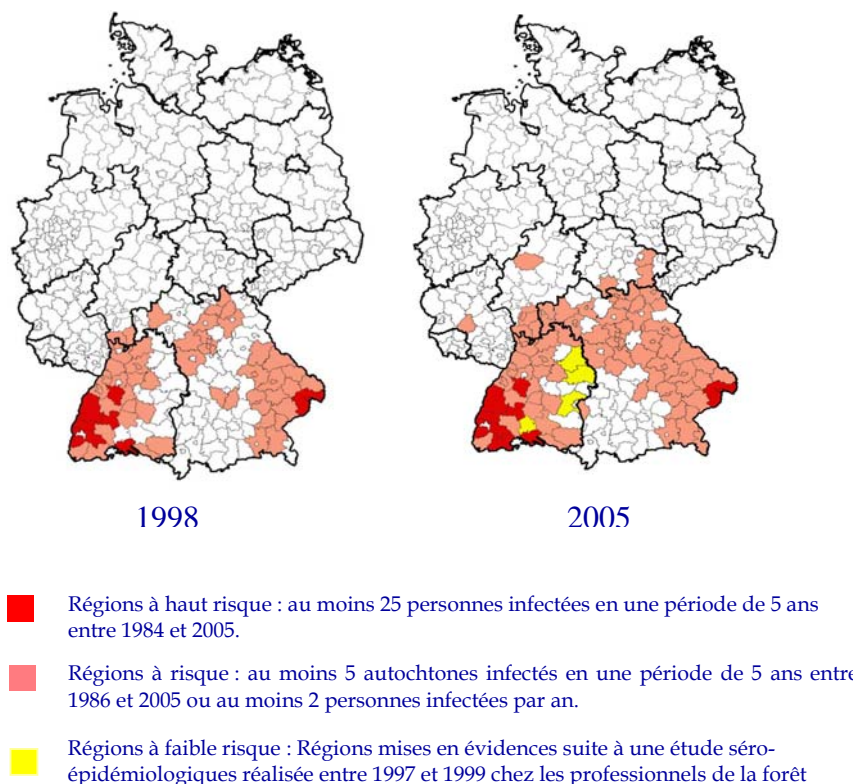 1998
2005
Régions à haut risque : au moins 25 personnes infectées en une période de 5 ans
entre 1984 et 2005.
Régions à risque : au moins 5 autochtones infectés en une période de 5 ans entre
1986 et 2005 ou au moins 2 personnes infectées par an.
Régions à faible risque : Régions mises en évidences suite à une étude séro-
épidémiologiques réalisée entre 1997 et 1999 chez les professionnels de la forêt